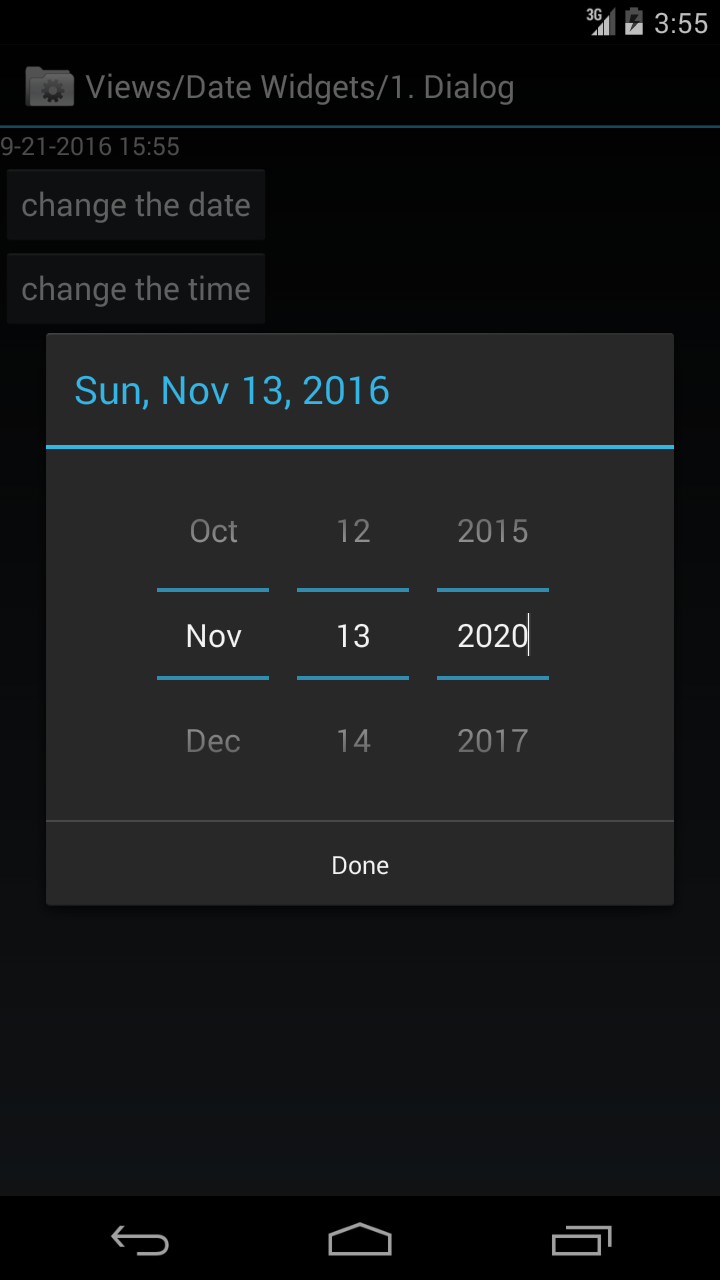 3G 3:55
Views/Date Widgets/1. Dialog
9-21-2016 15:55
change the date
change the time
Sun, Nov 13, 2016
Oct 12 2015
Nov 13 2020
Dec 14 2017
Done